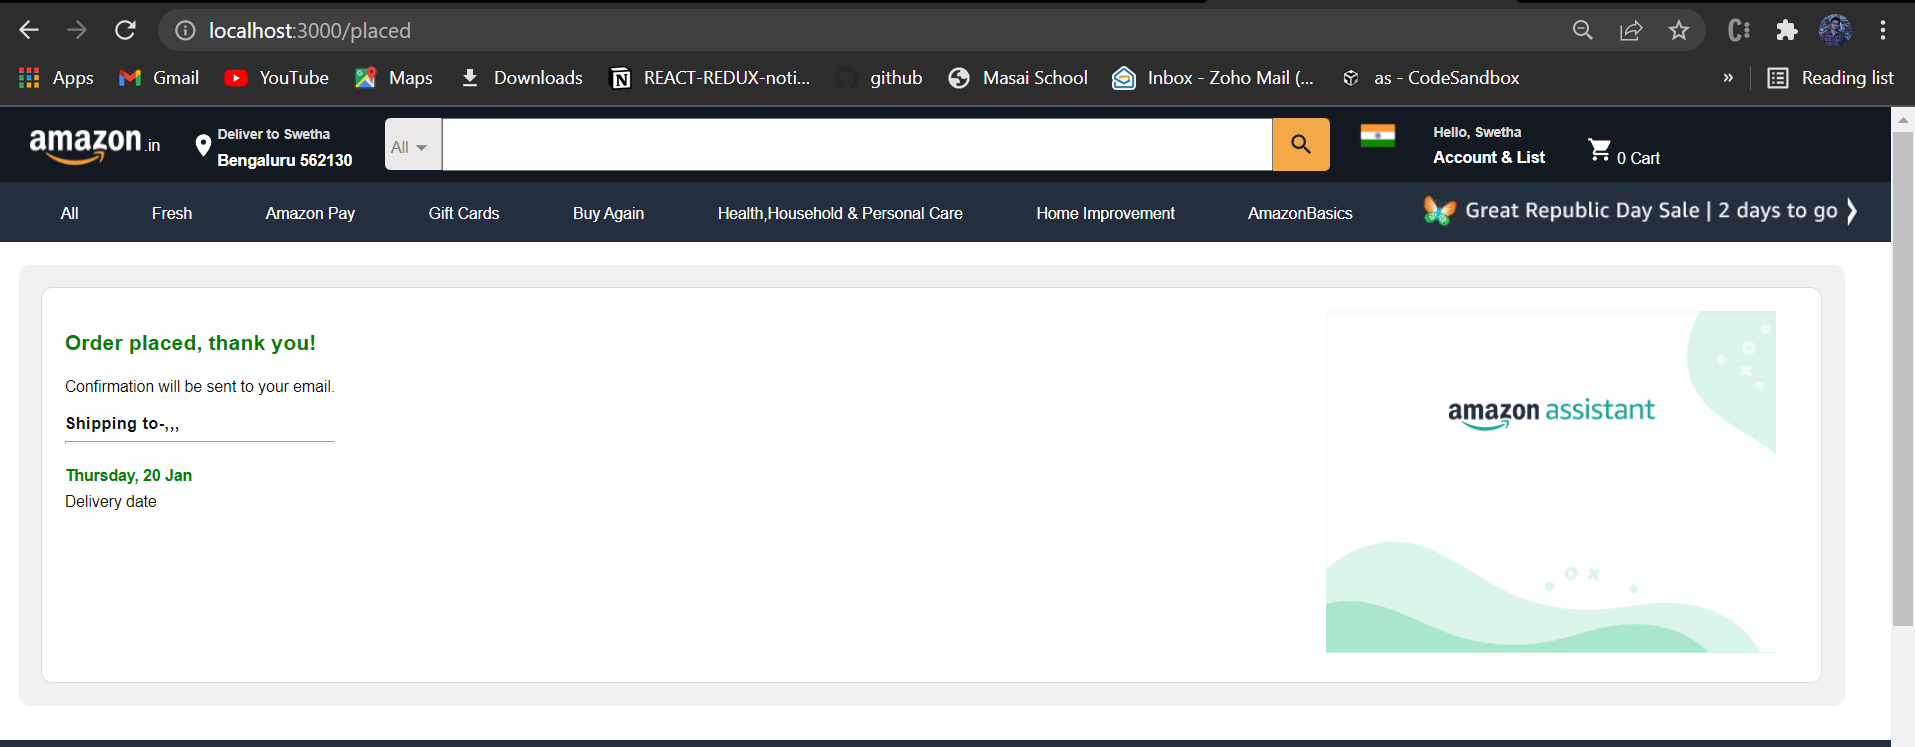 localhost:3000/placed
Apps Gmail YouTube Maps Downloads REACT-REDUX-noti... github Masai School Inbox - Zoho Mail (... as - CodeSandbox » Reading list
amazon.in Deliver to Swetha Hello, Swetha
Bengaluru 562130 All Account & List 0 Cart
All Fresh Amazon Pay Gift Cards Buy Again Health,Household & Personal Care Home Improvement AmazonBasics Great Republic Day Sale | 2 days to go
Order placed, thank you!
Confirmation will be sent to your email.
Shipping to-,,,
Thursday, 20 Jan
Delivery date
amazon assistant